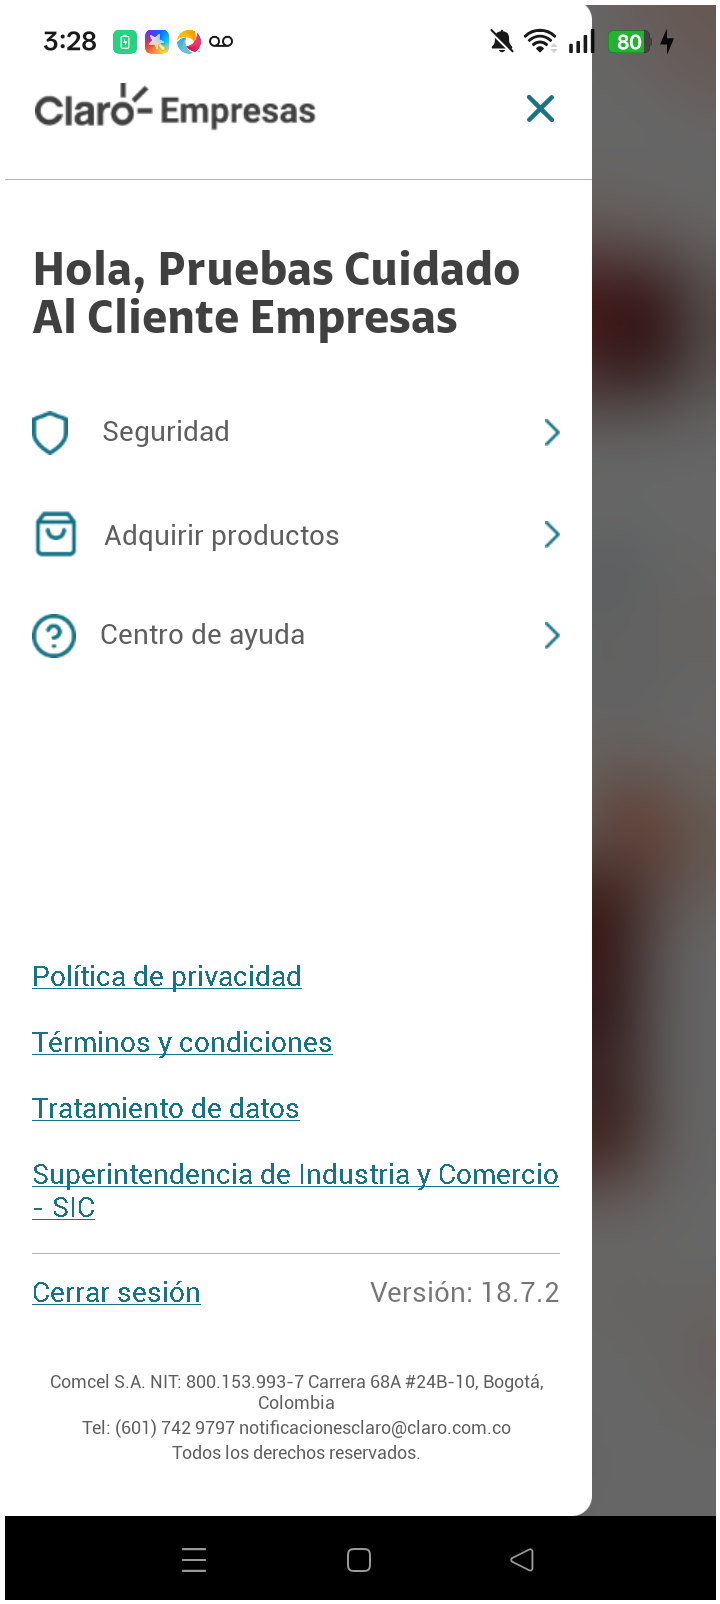 3:28
80
Claro Empresas
Hola, Pruebas Cuidado
Al Cliente Empresas
Seguridad
Adquirir productos
Centro de ayuda
Política de privacidad
Términos y condiciones
Tratamiento de datos
Superintendencia de Industria y Comercio
- SIC
Cerrar sesión
Versión: 18.7.2
Comcel S.A. NIT: 800.153.993-7 Carrera 68A #24B-10, Bogotá,
Colombia
Tel: (601) 742 9797 notificacionesclaro@claro.com.co
Todos los derechos reservados.